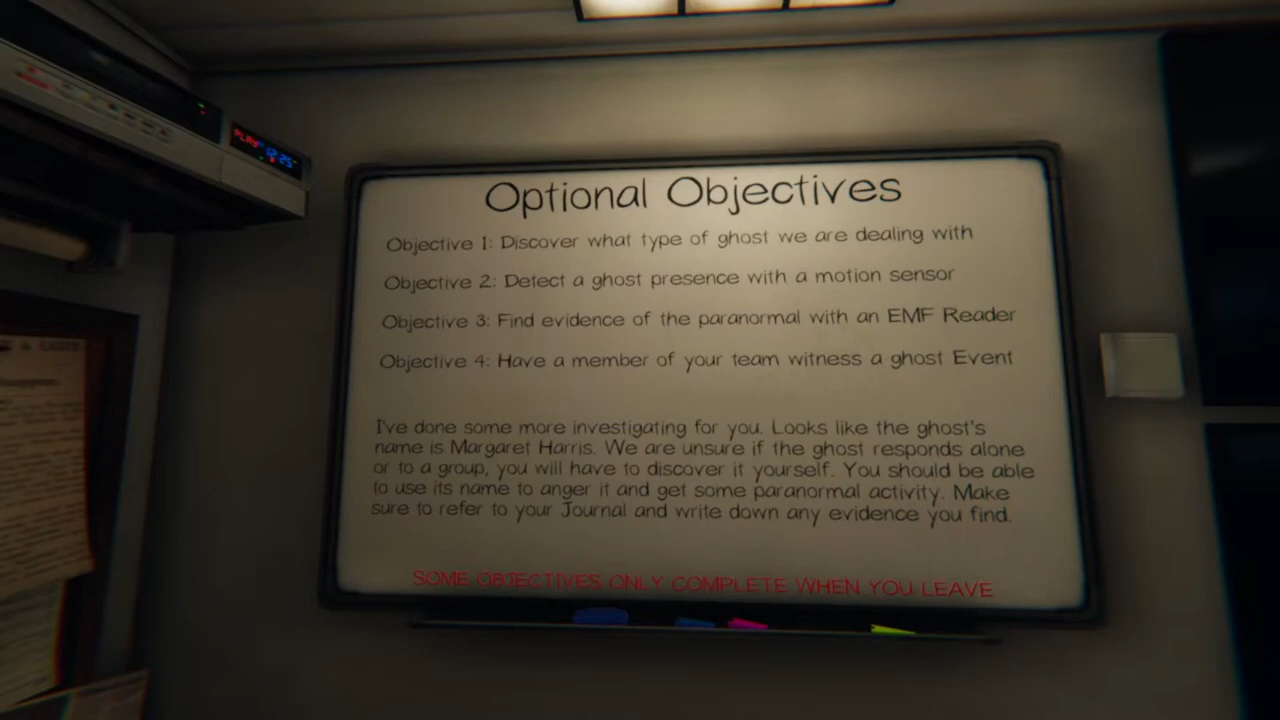 PLAY 12:25
Optional Objectives
Objective 1: Discover what type of ghost we are dealing with
Objective 2: Detect a ghost presence with a motion sensor
Objective 3: Find evidence of the paranormal with an EMF Reader
Objective 4: Have a member of your team witness a ghost Event
I've done some more investigating for you. Looks like the ghost's
name is Margaret Harris. We are unsure if the ghost responds alone
or to a group, you will have to discover it yourself. You should be able
to use its name to anger it and get some paranormal activity. Make
sure to refer to your Journal and write down any evidence you find.
SOME OBJECTIVES ONLY COMPLETE WHEN YOU LEAVE